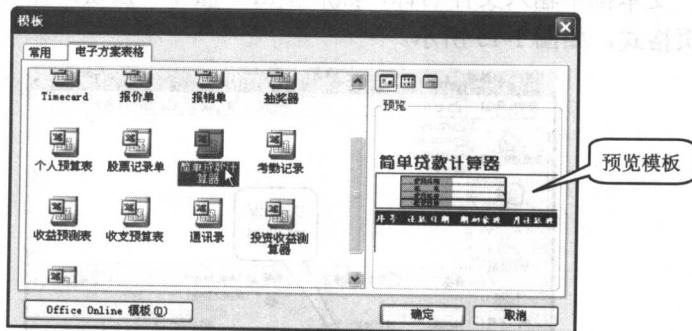 模板
常用 电子方案表格
Timecard 报价单 报销单 抽奖器
个人预算表 股票记录单 简单贷款计算器 考勤记录
收益预测表 收支预算表 通讯录 投资收益测算器
预览
简单贷款计算器
预览模板
Office Online 模板(Q)
确定 取消